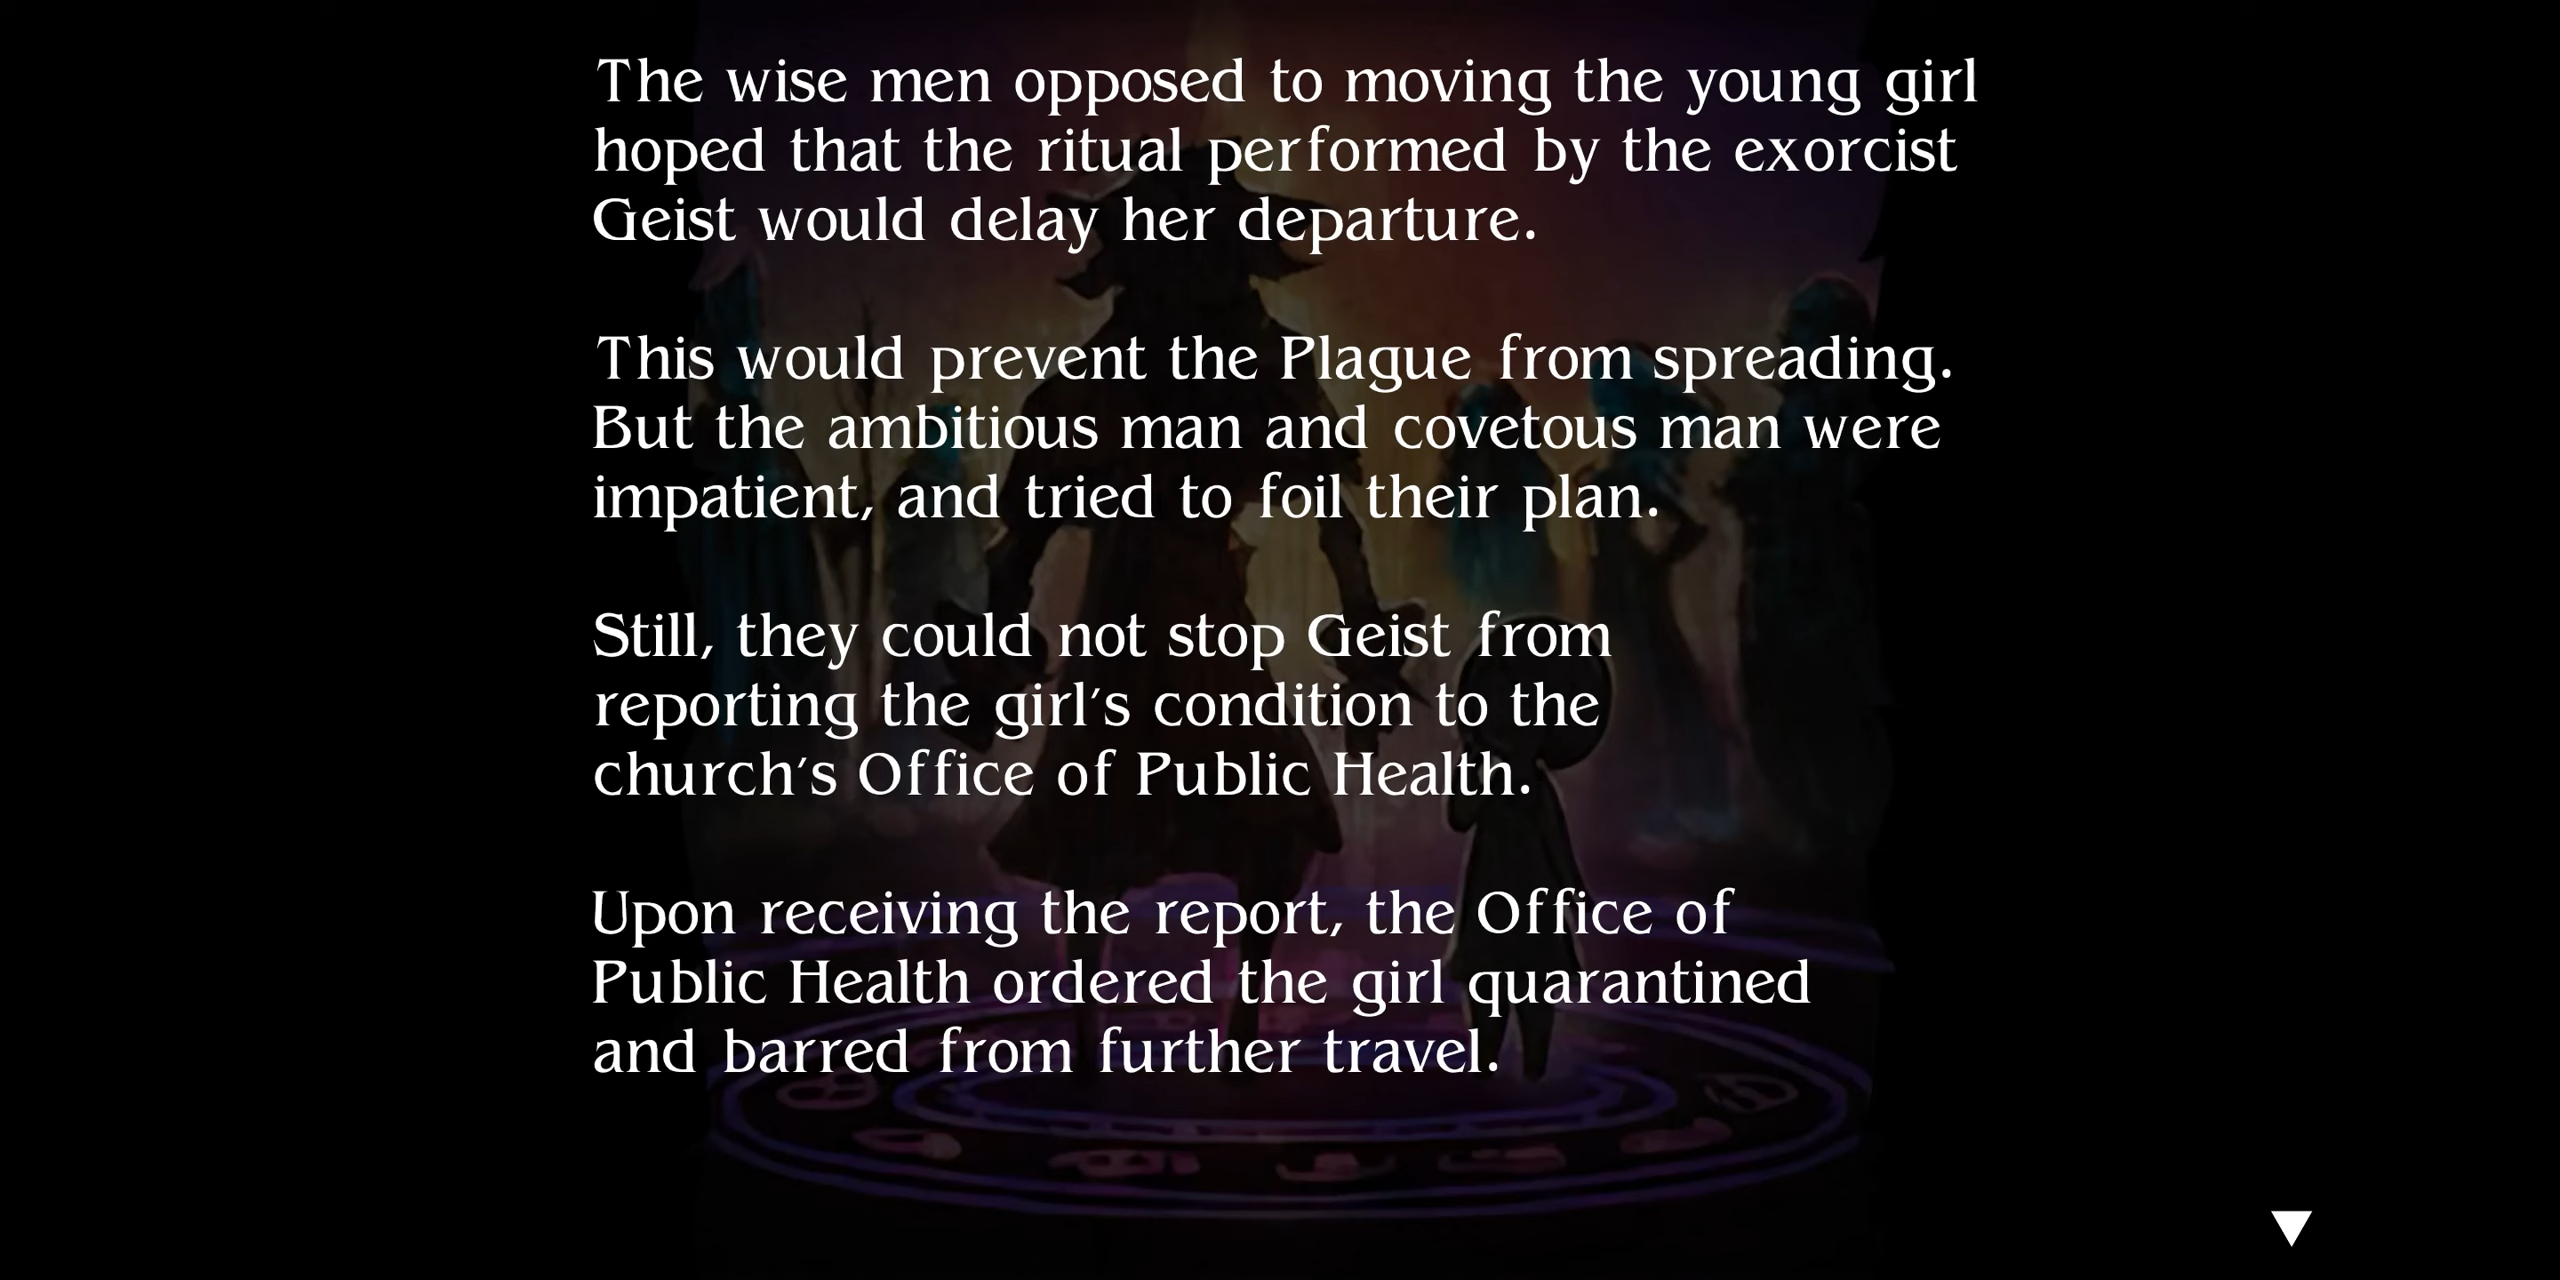 The wise men opposed to moving the young girl
hoped that the ritual performed by the exorcist
Geist would delay her departure.
This would prevent the Plague from spreading.
But the ambitious man and covetous man were
impatient, and tried to foil their plan.
Still, they could not stop Geist from
reporting the girl's condition to the
church's Office of Public Health.
Upon receiving the report, the Office of
Public Health ordered the girl quarantined
and barred from further travel.